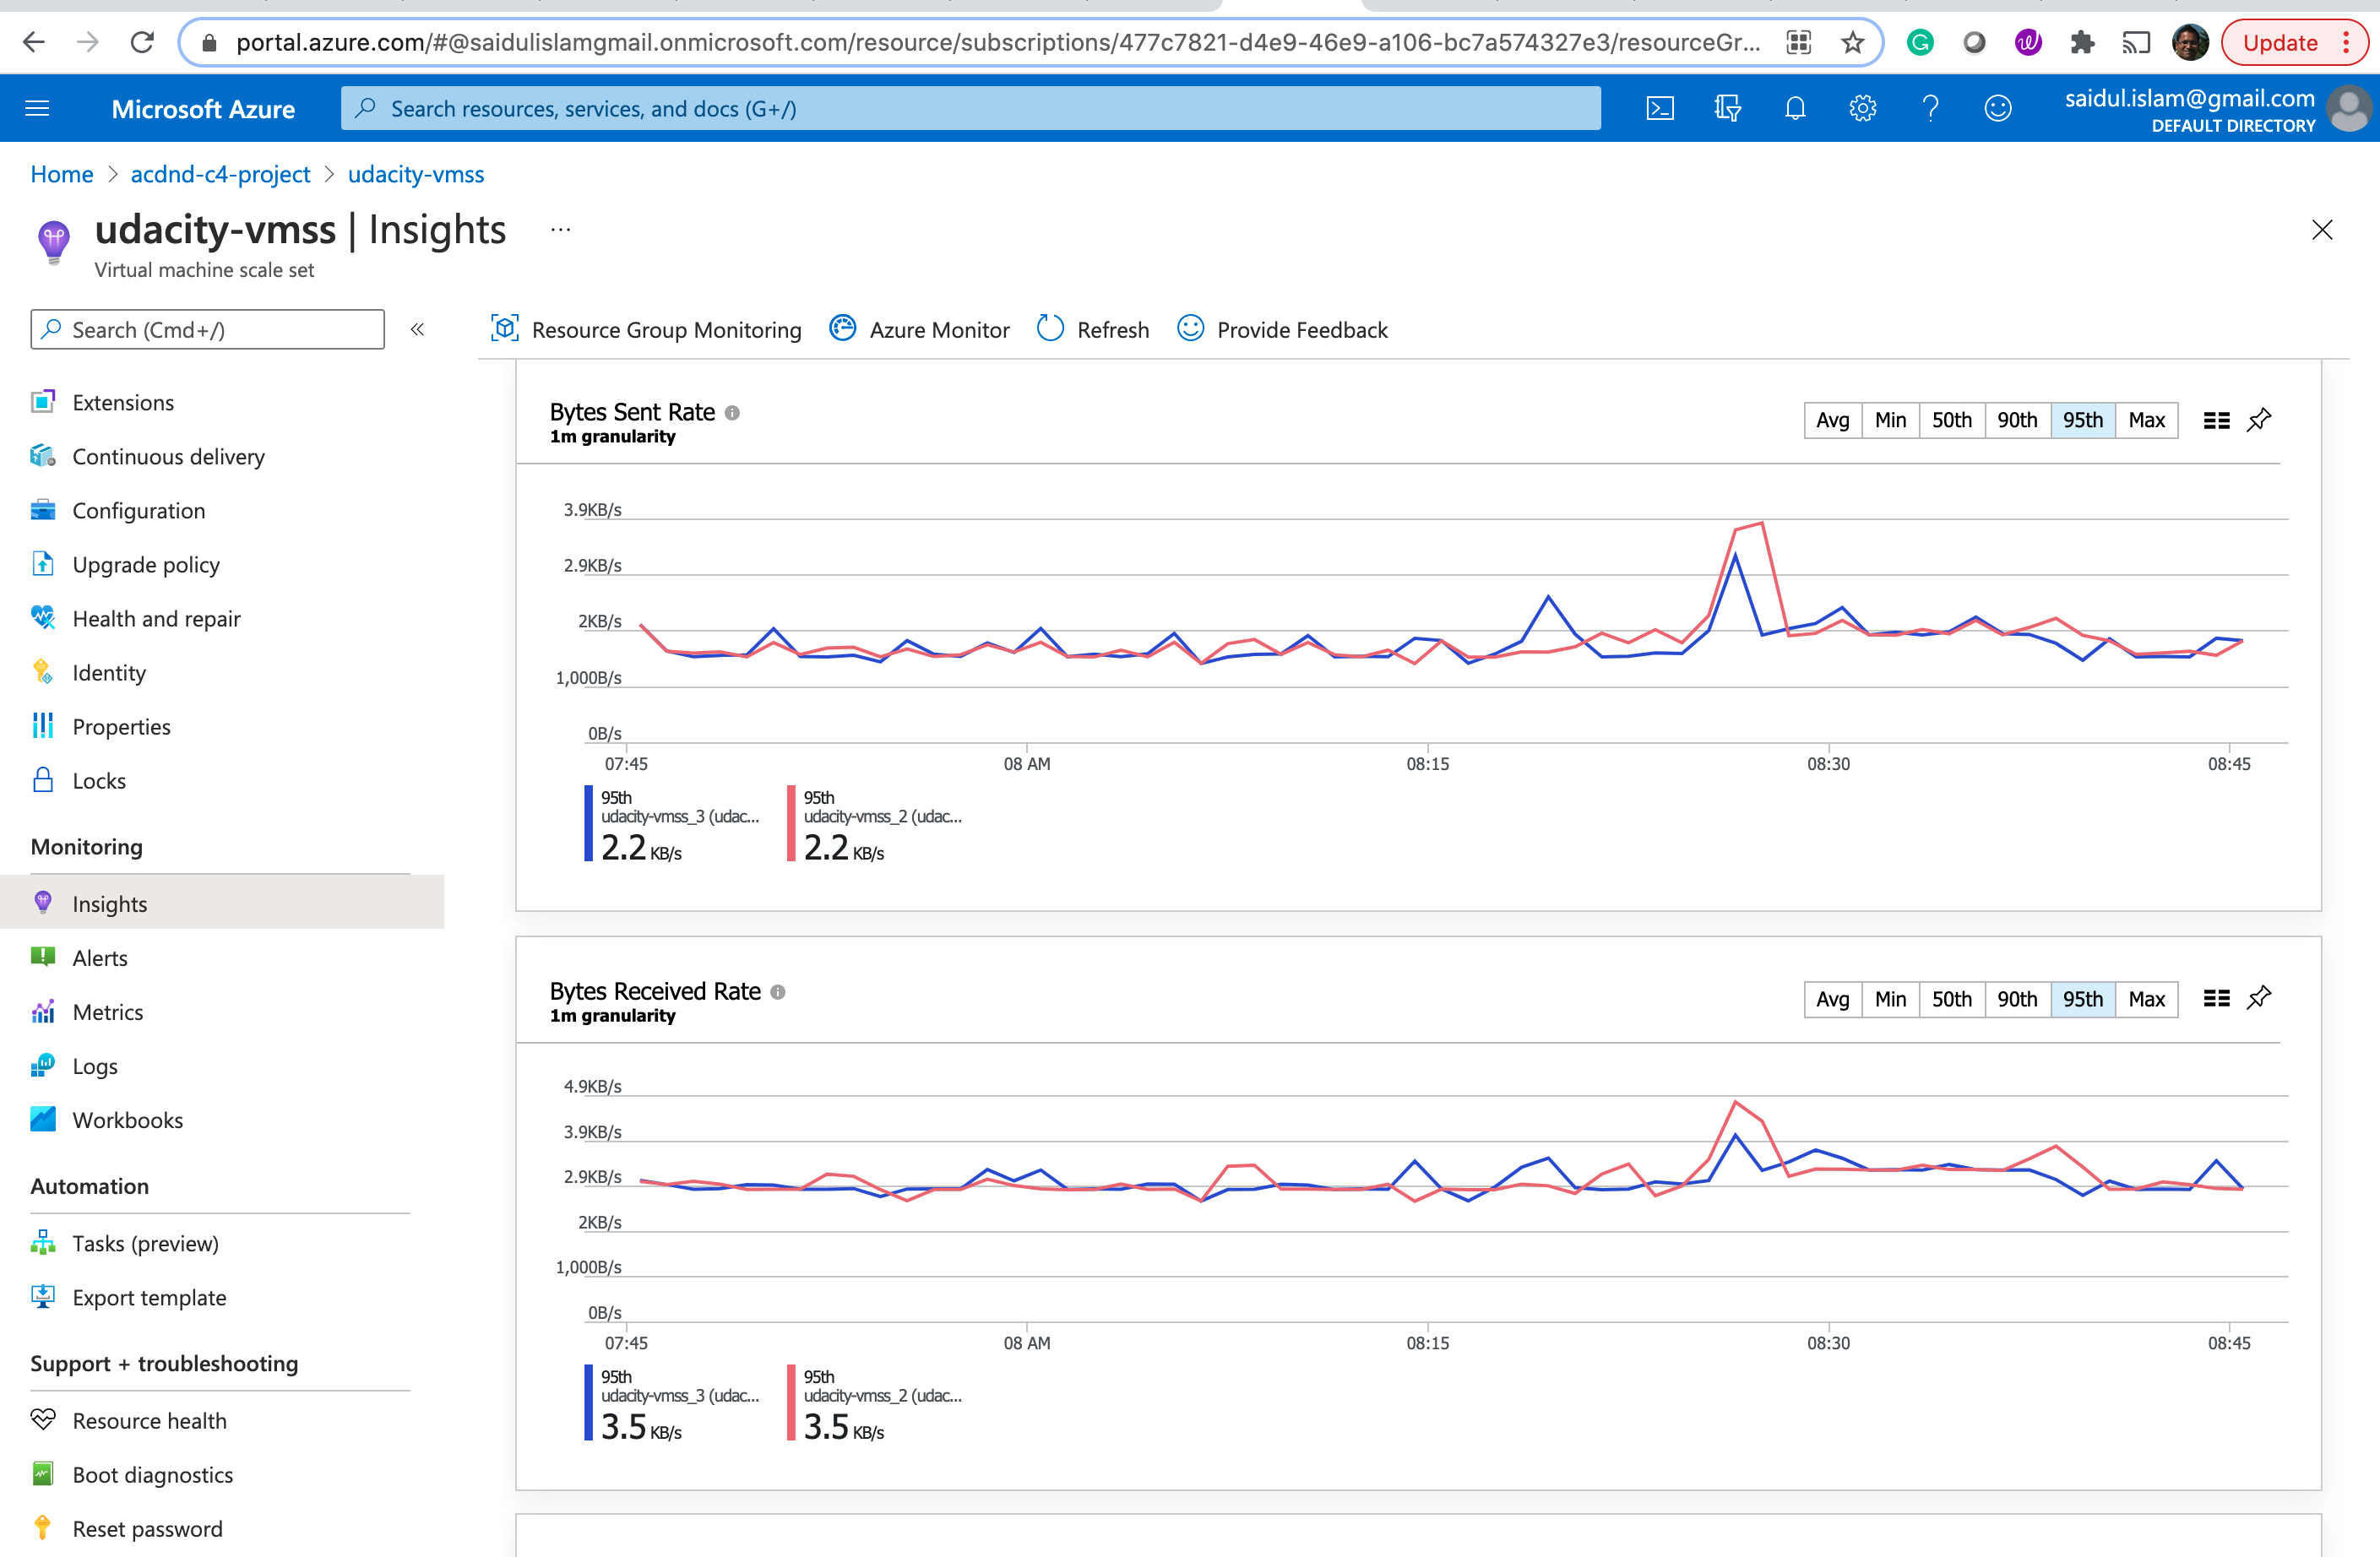 portal.azure.com/#@saidulislamgmail.onmicrosoft.com/resource/subscriptions/477c7821-d4e9-46e9-a106-bc7a574327e3/resourceGr...
Update
Microsoft Azure
Search resources, services, and docs (G+/)
saidul.islam@gmail.com
DEFAULT DIRECTORY
Home > acdnd-c4-project > udacity-vmss
udacity-vmss | Insights ...
Virtual machine scale set
Search (Cmd+/)
«
Resource Group Monitoring
Azure Monitor
Refresh
Provide Feedback
Extensions
Continuous delivery
Configuration
Upgrade policy
Health and repair
Identity
Properties
Locks
Monitoring
Insights
Alerts
Metrics
Logs
Workbooks
Automation
Tasks (preview)
Export template
Support + troubleshooting
Resource health
Boot diagnostics
Reset password
Bytes Sent Rate
1m granularity
Avg Min 50th 90th 95th Max
3.9KB/s
2.9KB/s
2KB/s
1,000B/s
0B/s
07:45 08 AM 08:15 08:30 08:45
95th
udacity-vmss_3 (udac...
2.2 KB/s
95th
udacity-vmss_2 (udac...
2.2 KB/s
Bytes Received Rate
1m granularity
Avg Min 50th 90th 95th Max
4.9KB/s
3.9KB/s
2.9KB/s
2KB/s
1,000B/s
0B/s
07:45 08 AM 08:15 08:30 08:45
95th
udacity-vmss_3 (udac...
3.5 KB/s
95th
udacity-vmss_2 (udac...
3.5 KB/s